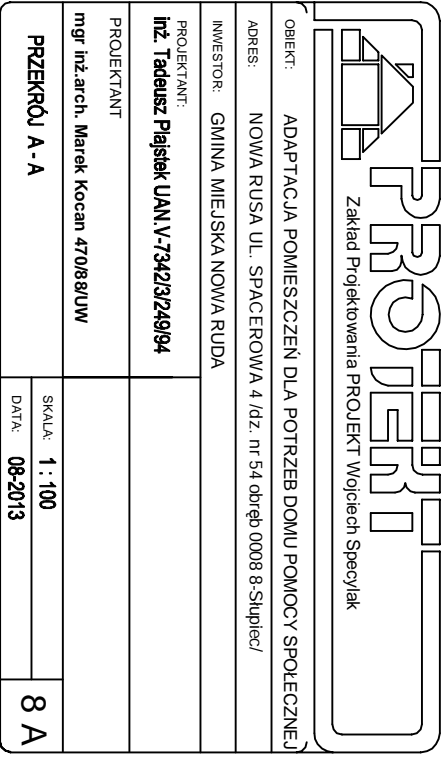 PROJEKT
Zakład Projektowania PROJEKT Wojciech Specylak
OBIEKT: ADAPTACJA POMIESZCZEŃ DLA POTRZEB DOMU POMOCY SPOŁECZNEJ
ADRES: NOWA RUSA UL. SPACEROWA 4 /dz. nr 54 obręb 0008 8-Słupiec/
INWESTOR: GMINA MIEJSKA NOWA RUDA
PROJEKTANT:
inż. Tadeusz Płajstek UAN.V-7342/3/249/94
PROJEKTANT
mgr inż.arch. Marek Kocan 470/88/UW
PRZEKRÓJ A - A
SKALA: 1 : 100
DATA: 08-2013
8 A